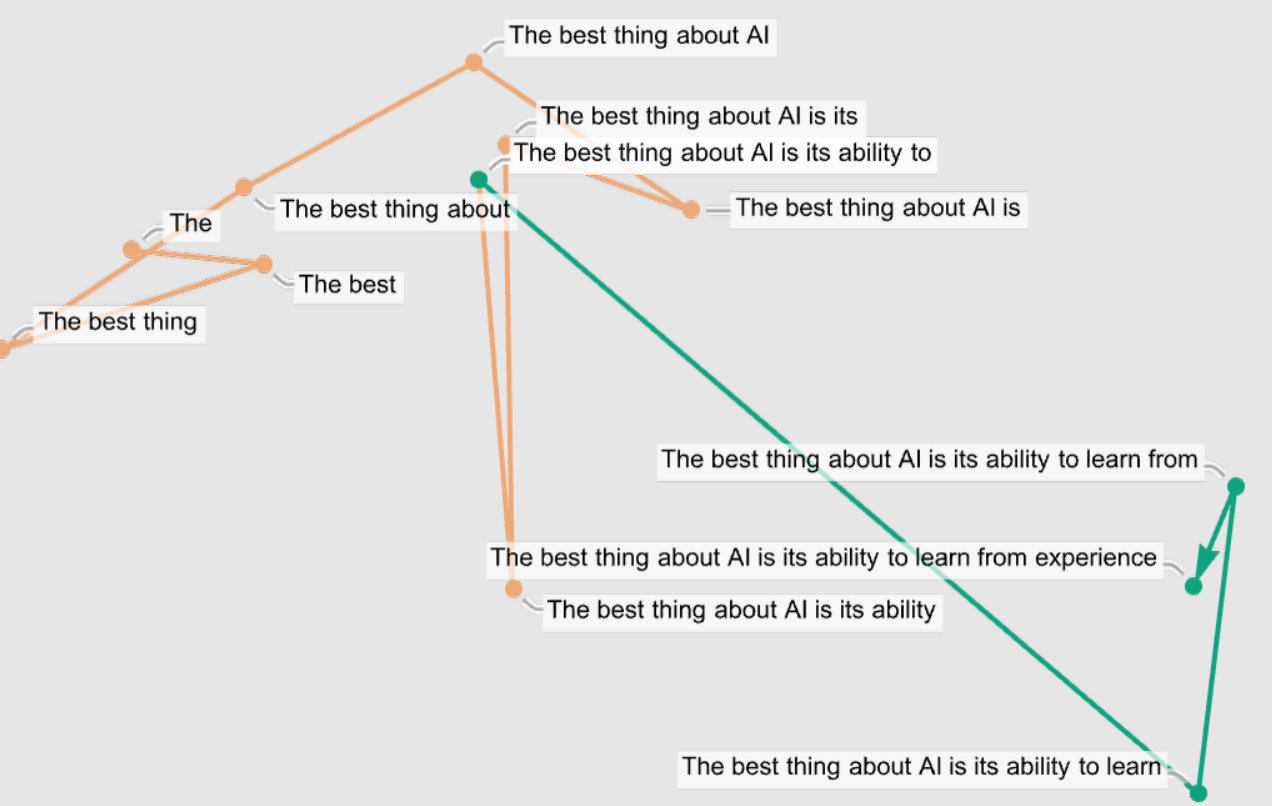 The best thing about AI
The best thing about AI is its
The best thing about AI is its ability to
The best thing about AI is
The best thing about
The
The best
The best thing
The best thing about AI is its ability to learn from
The best thing about AI is its ability to learn from experience
The best thing about AI is its ability
The best thing about AI is its ability to learn